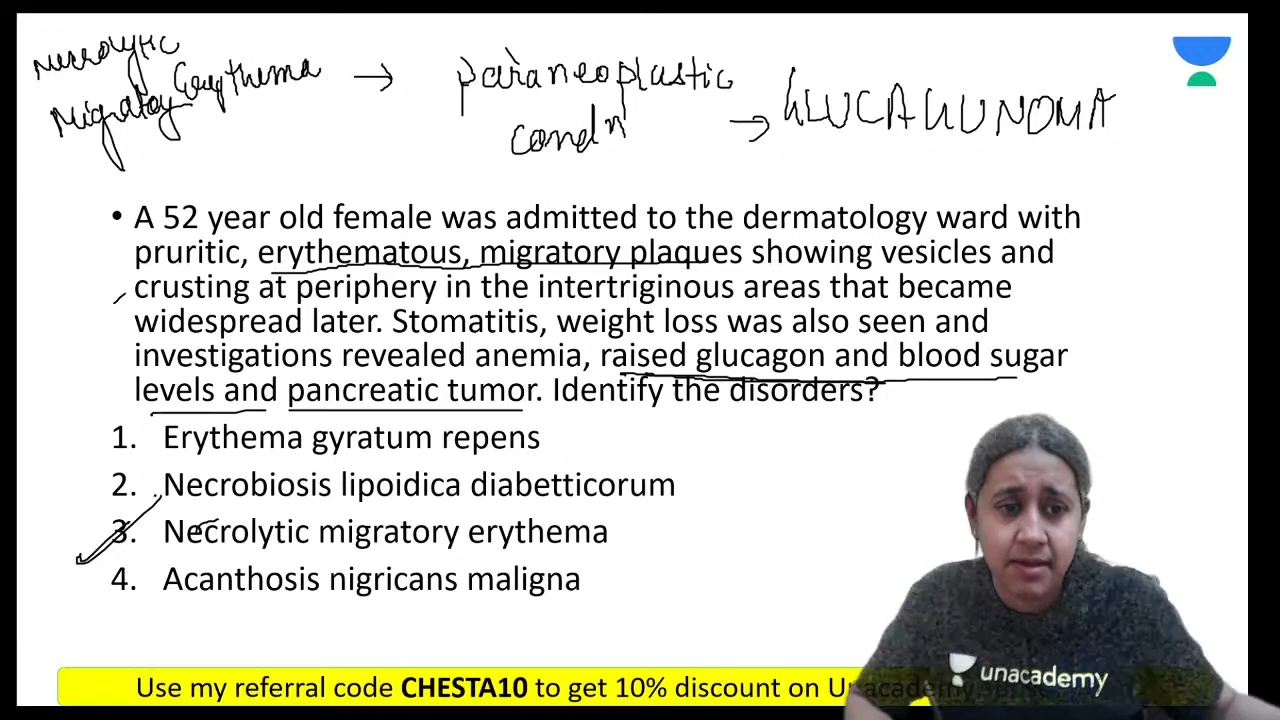 Necrolytic
Migratory Erythema → paraneoplastic condn → GLUCAGUNOMA
• A 52 year old female was admitted to the dermatology ward with
pruritic, erythematous, migratory plaques showing vesicles and
crusting at periphery in the intertriginous areas that became
widespread later. Stomatitis, weight loss was also seen and
investigations revealed anemia, raised glucagon and blood sugar
levels and pancreatic tumor. Identify the disorders?
1. Erythema gyratum repens
2. Necrobiosis lipoidica diabetticorum
3. Necrolytic migratory erythema
4. Acanthosis nigricans maligna
unacademy
Use my referral code CHESTA10 to get 10% discount on Unacademy